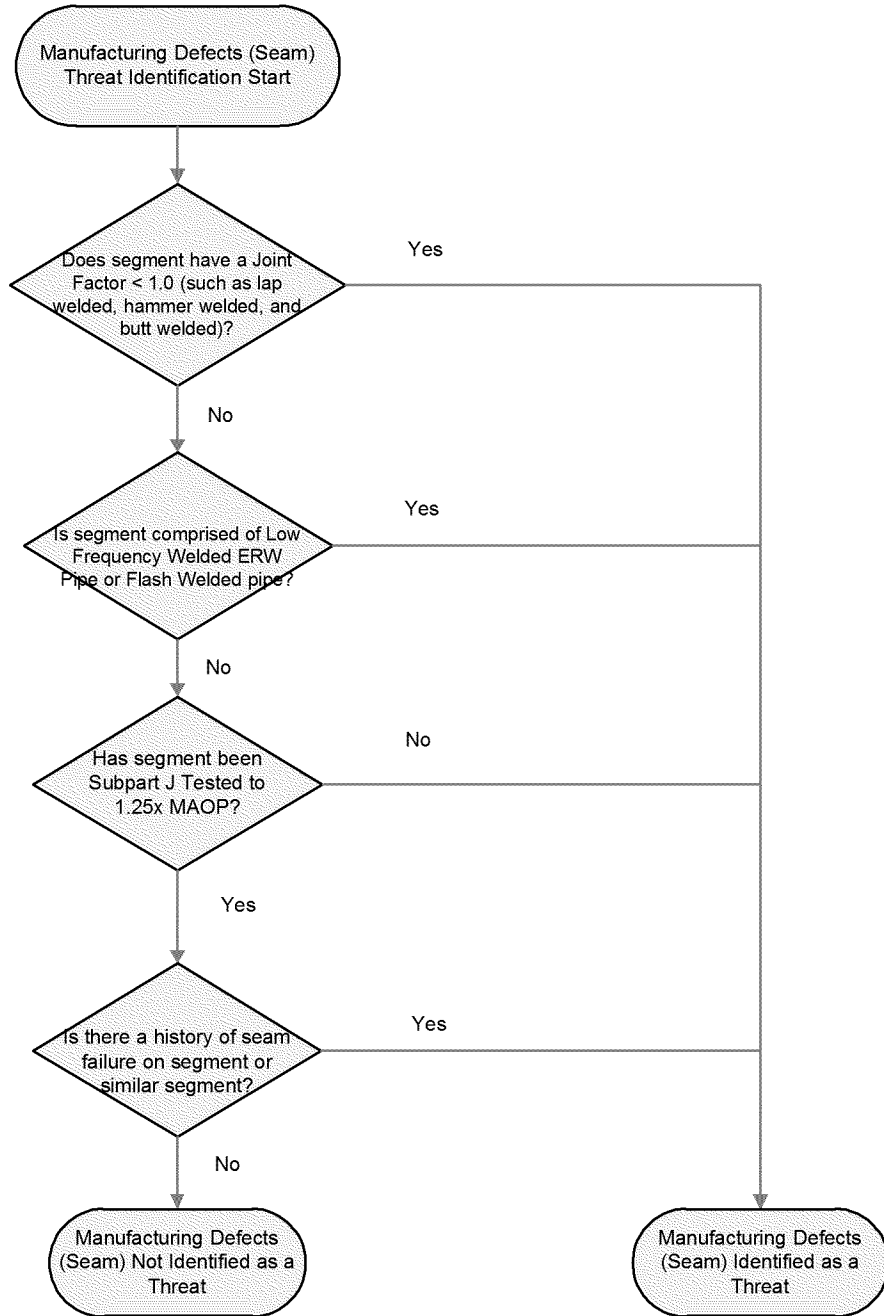 Manufacturing Defects (Seam)
Threat Identification Start
Yes
Does segment have a Joint
Factor < 1.0 (such as lap
welded, hammer welded, and
butt welded)?
No
Yes
Is segment comprised of Low
Frequency Welded ERW
Pipe or Flash Welded pipe?
No
No
Has segment been
Subpart J Tested to
1.25x MAOP?
Yes
Yes
Is there a history of seam
failure on segment or
similar segment?
No
Manufacturing Defects
(Seam) Not Identified as a
Threat
Manufacturing Defects
(Seam) Identified as a
Threat